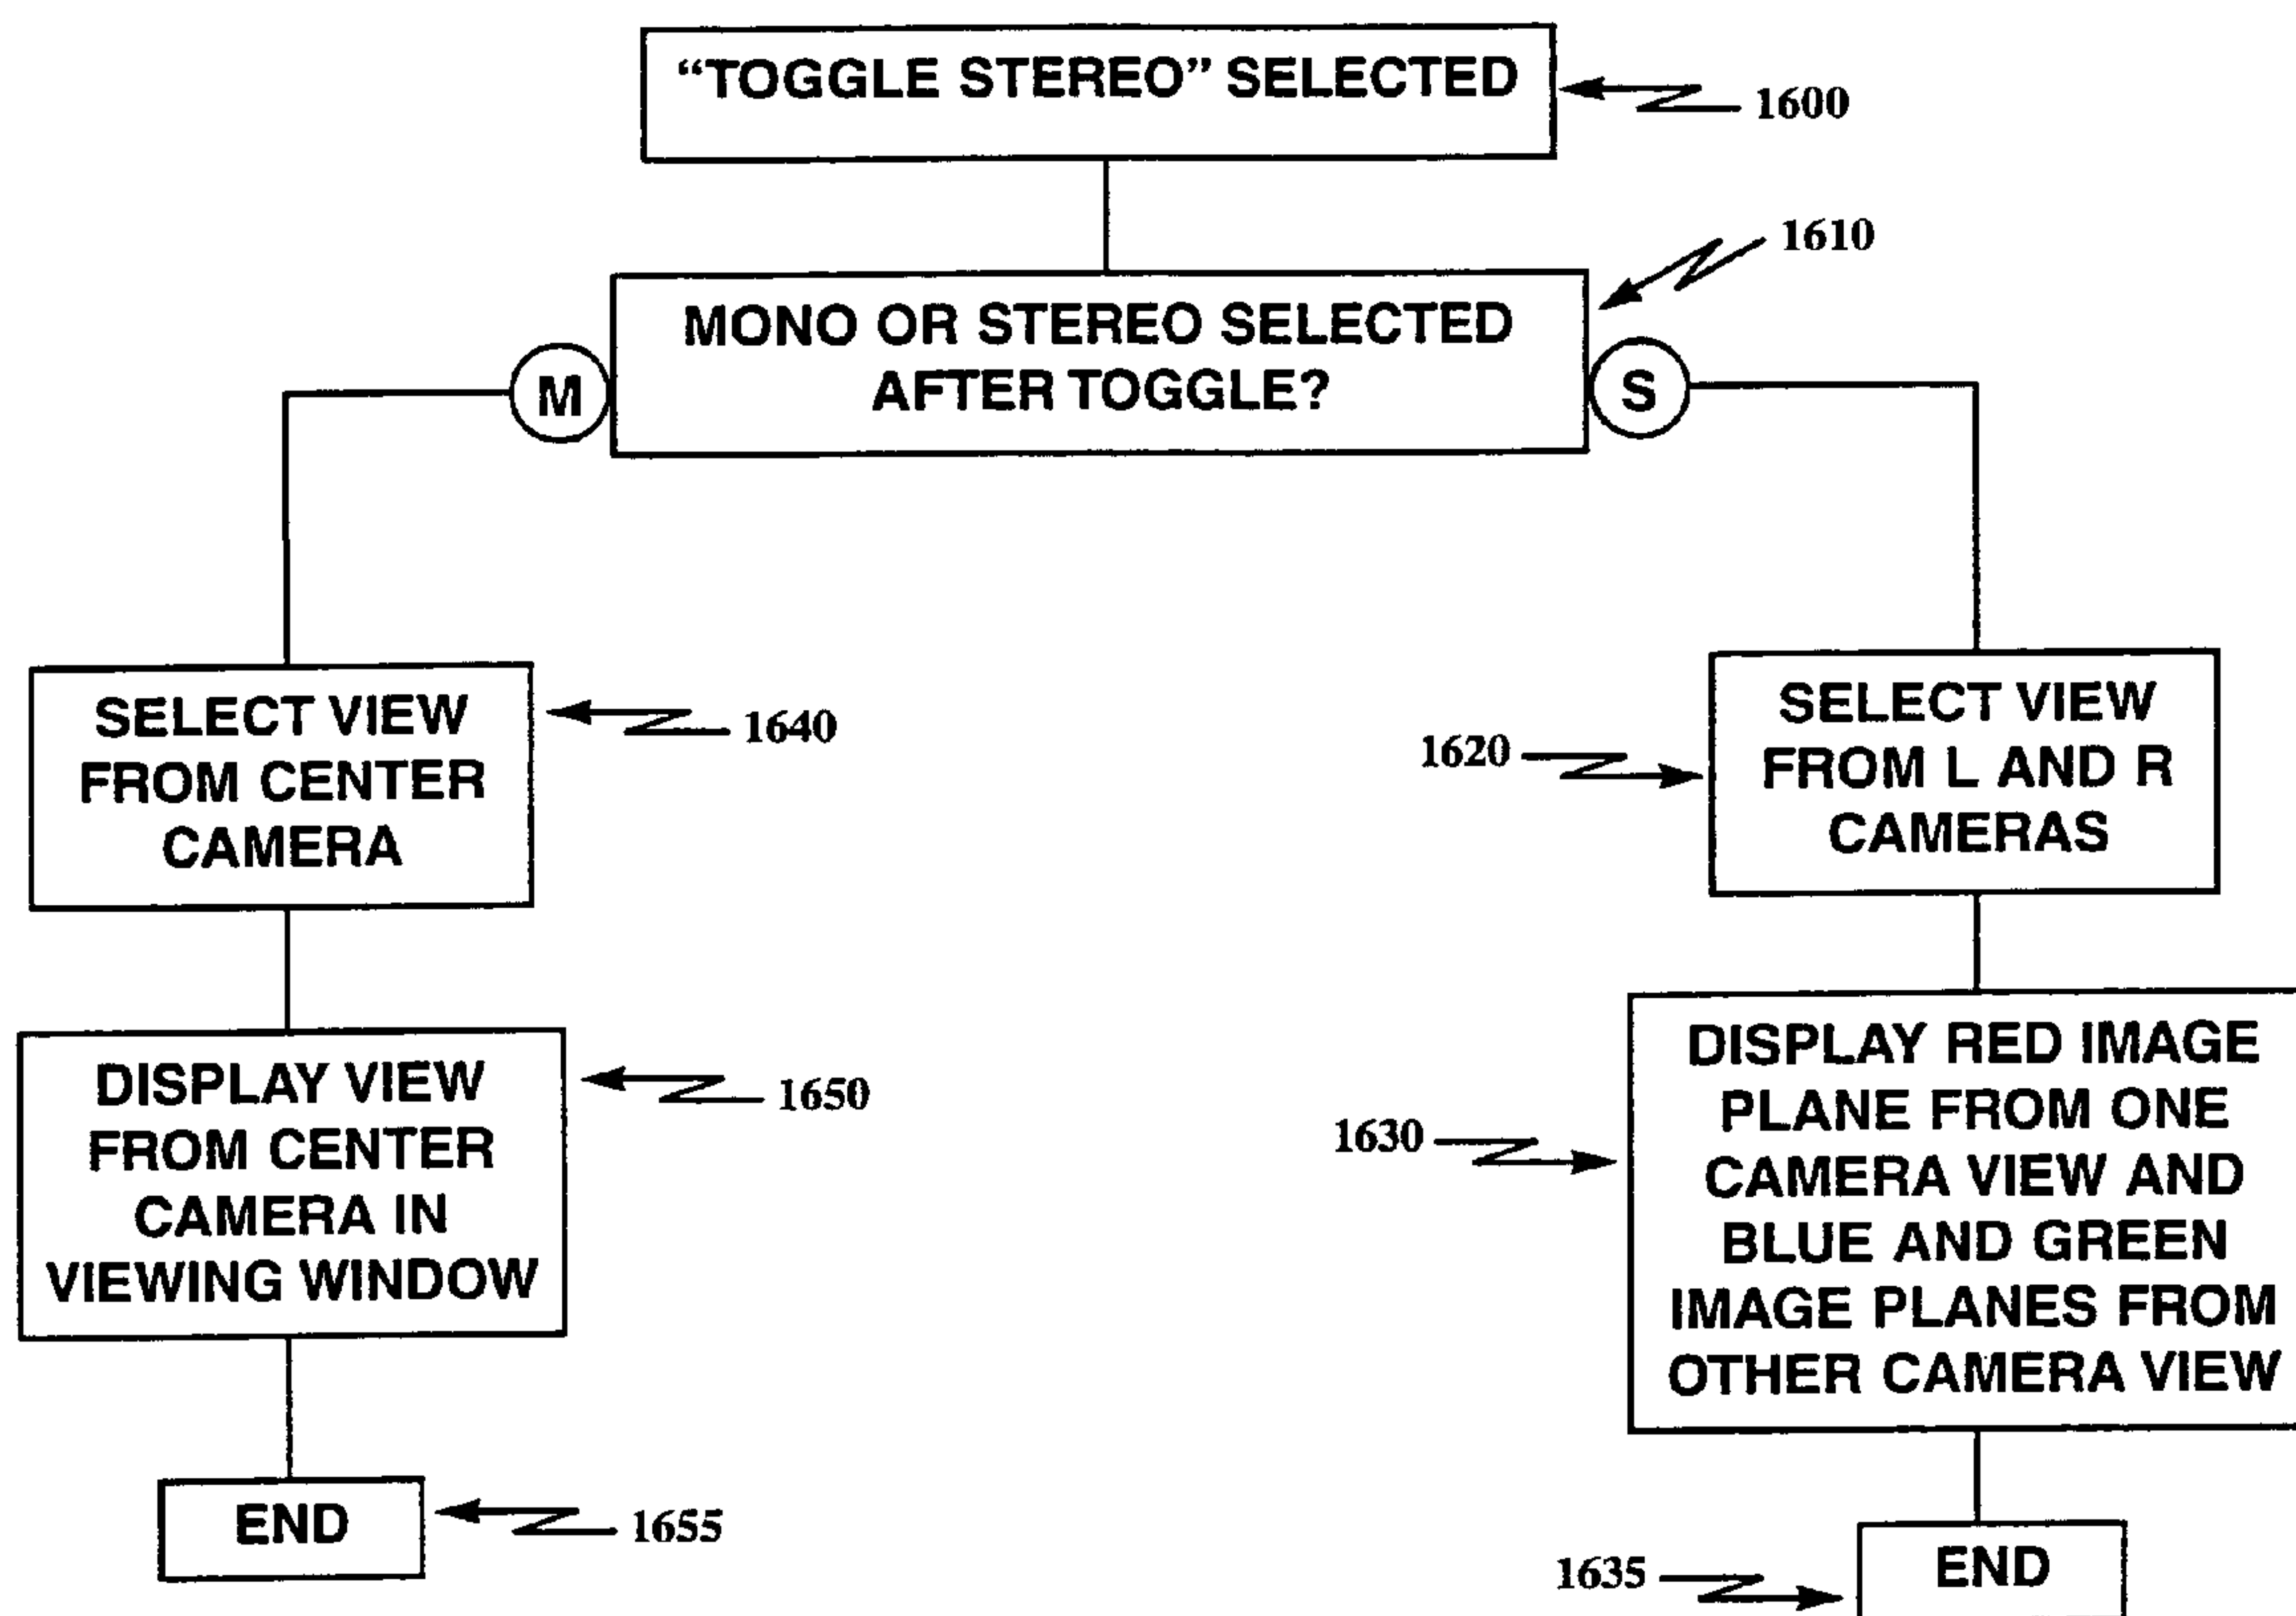 “TOGGLE STEREO” SELECTED
1600
1610
MONO OR STEREO SELECTED
AFTER TOGGLE?
M
S
SELECT VIEW
FROM CENTER
CAMERA
1640
1620
SELECT VIEW
FROM L AND R
CAMERAS
DISPLAY VIEW
FROM CENTER
CAMERA IN
VIEWING WINDOW
1650
1630
DISPLAY RED IMAGE
PLANE FROM ONE
CAMERA VIEW AND
BLUE AND GREEN
IMAGE PLANES FROM
OTHER CAMERA VIEW
END
1655
1635
END